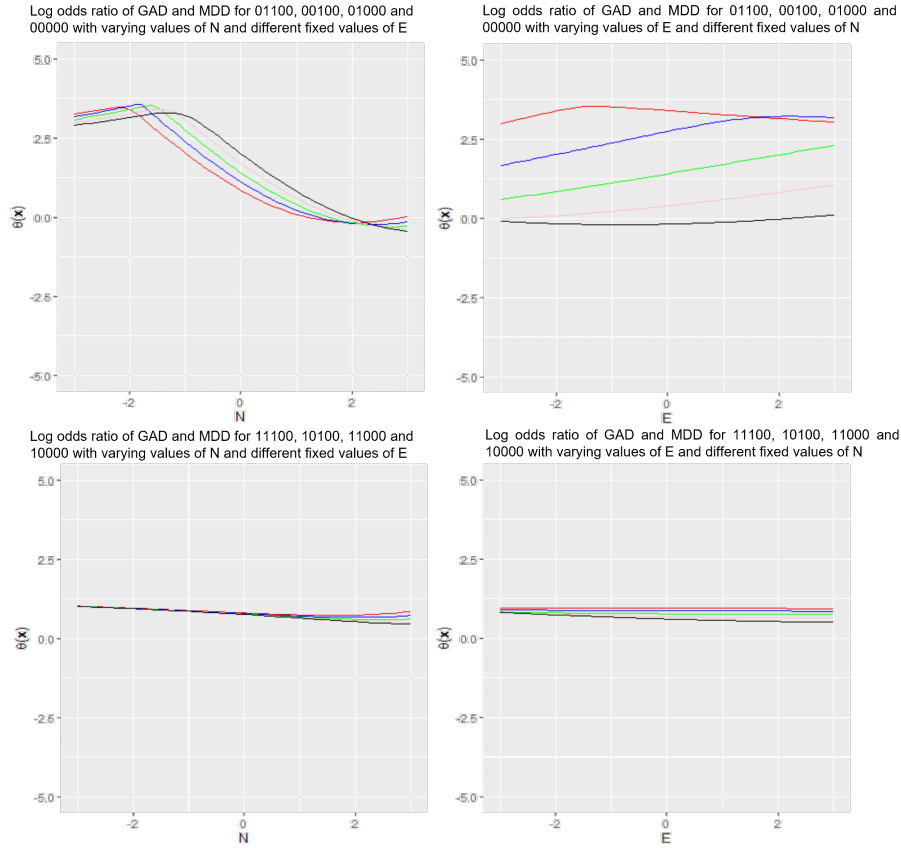 Log odds ratio of GAD and MDD for 01100, 00100, 01000 and
00000 with varying values of N and different fixed values of E
5.0
2.5
0.0
-2.5
-5.0
θ(x)
-2 0 2
N
Log odds ratio of GAD and MDD for 01100, 00100, 01000 and
00000 with varying values of E and different fixed values of N
5.0
2.5
0.0
-2.5
-5.0
θ(x)
-2 0 2
E
Log odds ratio of GAD and MDD for 11100, 10100, 11000 and
10000 with varying values of N and different fixed values of E
5.0
2.5
0.0
-2.5
-5.0
θ(x)
-2 0 2
N
Log odds ratio of GAD and MDD for 11100, 10100, 11000 and
10000 with varying values of E and different fixed values of N
5.0
2.5
0.0
-2.5
-5.0
θ(x)
-2 0 2
E